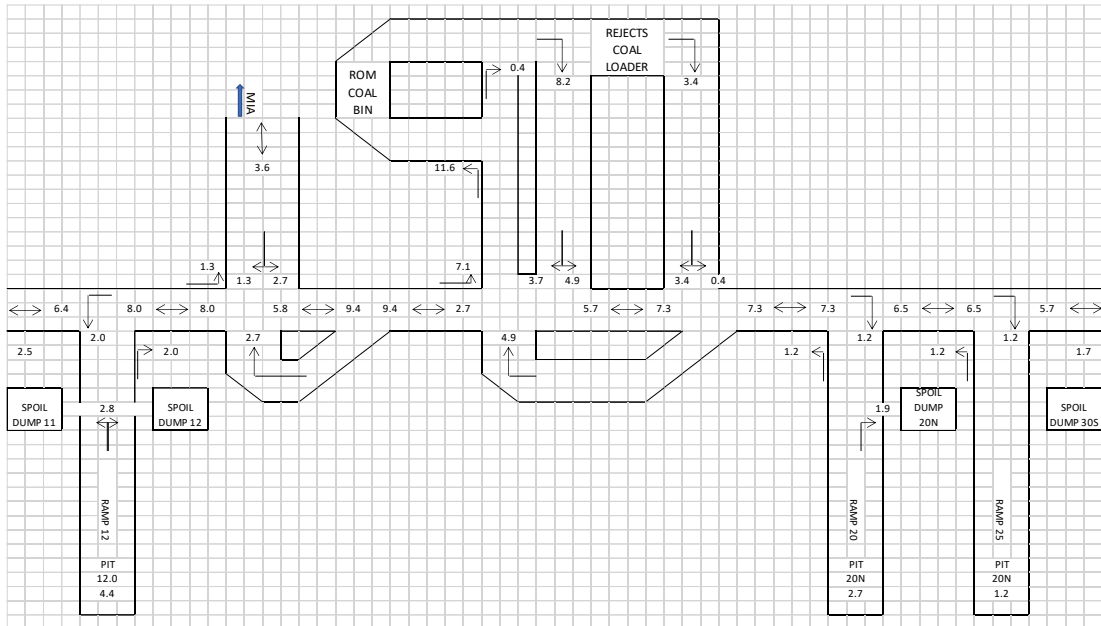 REJECTS
COAL
LOADER
ROM
COAL
BIN
0.4
8.2
3.4
MIA
3.6
11.6
1.3
1.3 2.7
7.1
3.7 4.9
3.4 0.4
6.4 8.0 8.0 5.8 9.4 9.4 2.7 5.7 7.3 7.3 7.3 6.5 6.5 5.7
2.5 2.0 2.0 2.7 4.9 1.2 1.2 1.2 1.2 1.7
SPOIL
DUMP 11
2.8
SPOIL
DUMP 12
1.9
SPOIL
DUMP
20N
SPOIL
DUMP 30S
RAMP 12
RAMP 20
RAMP 25
PIT
12.0
4.4
PIT
20N
2.7
PIT
20N
1.2